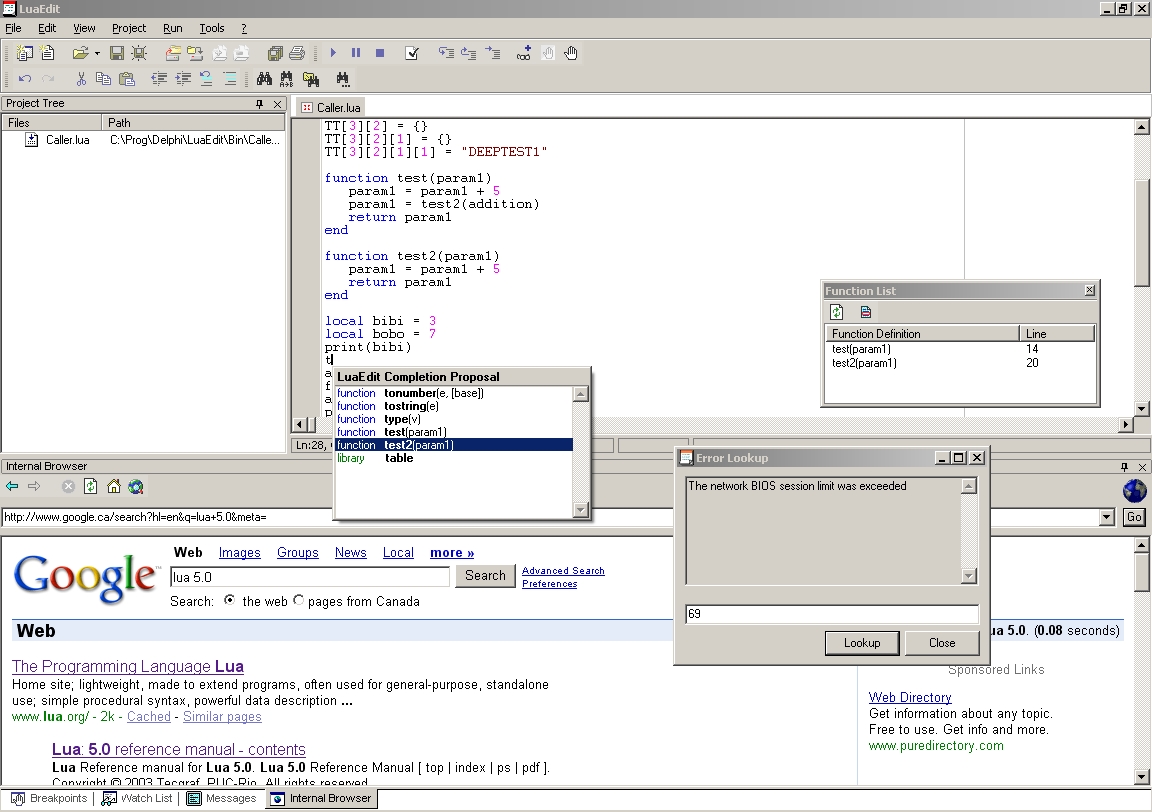 LuaEdit
File Edit View Project Run Tools ?
Project Tree
Files Path
Caller.lua C:\Prog\Delphi\LuaEdit\Bin\Calle...
Caller.lua
TT[3][2] = {}
TT[3][2][1] = {}
TT[3][2][1][1] = "DEEPTEST1"
function test(param1)
param1 = param1 + 5
param1 = test2(addition)
return param1
end
function test2(param1)
param1 = param1 + 5
return param1
end
local bibi = 3
local bobo = 7
print(bibi)
t
a
f
a
p
Ln:28,
LuaEdit Completion Proposal
function tonumber(e, [base])
function tostring(e)
function type(v)
function test(param1)
function test2(param1)
library table
Function List
Function Definition Line
test(param1) 14
test2(param1) 20
Error Lookup
The network BIOS session limit was exceeded
69
Lookup Close
Internal Browser
http://www.google.ca/search?hl=en&q=lua+5.0&meta=
Go
Google
Web Images Groups News Local more »
lua 5.0 Search
Advanced Search
Preferences
Search: the web pages from Canada
Web
lua 5.0. (0.08 seconds)
The Programming Language Lua
Home site; lightweight, made to extend programs, often used for general-purpose, standalone
use; simple procedural syntax, powerful data description ...
www.lua.org/ - 2k - Cached - Similar pages
Lua: 5.0 reference manual - contents
Lua Reference manual for Lua 5.0. Lua 5.0 Reference Manual [ top | index | ps | pdf ].
Copyright © 2003 Tecgraf, PUC-Rio. All rights reserved.
Sponsored Links
Web Directory
Get information about any topic.
Free to use. Get info and more.
www.puredirectory.com
Breakpoints Watch List Messages Internal Browser